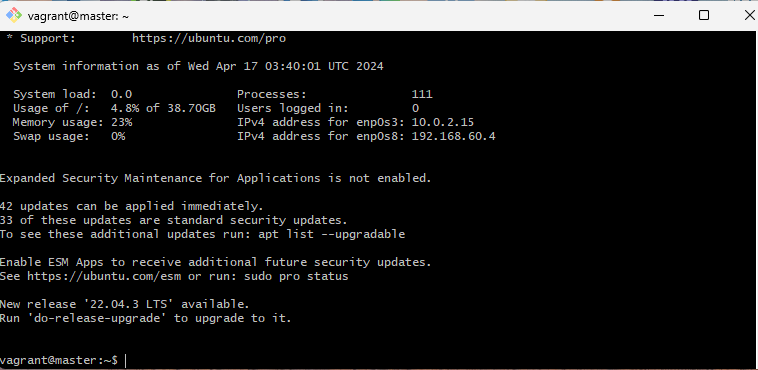 vagrant@master: ~
* Support:        https://ubuntu.com/pro
System information as of Wed Apr 17 03:40:01 UTC 2024
System load:  0.0               Processes:               111
Usage of /:   4.8% of 38.70GB   Users logged in:         0
Memory usage: 23%               IPv4 address for enp0s3: 10.0.2.15
Swap usage:   0%                IPv4 address for enp0s8: 192.168.60.4
Expanded Security Maintenance for Applications is not enabled.
42 updates can be applied immediately.
33 of these updates are standard security updates.
To see these additional updates run: apt list --upgradable
Enable ESM Apps to receive additional future security updates.
See https://ubuntu.com/esm or run: sudo pro status
New release '22.04.3 LTS' available.
Run 'do-release-upgrade' to upgrade to it.
vagrant@master:~$